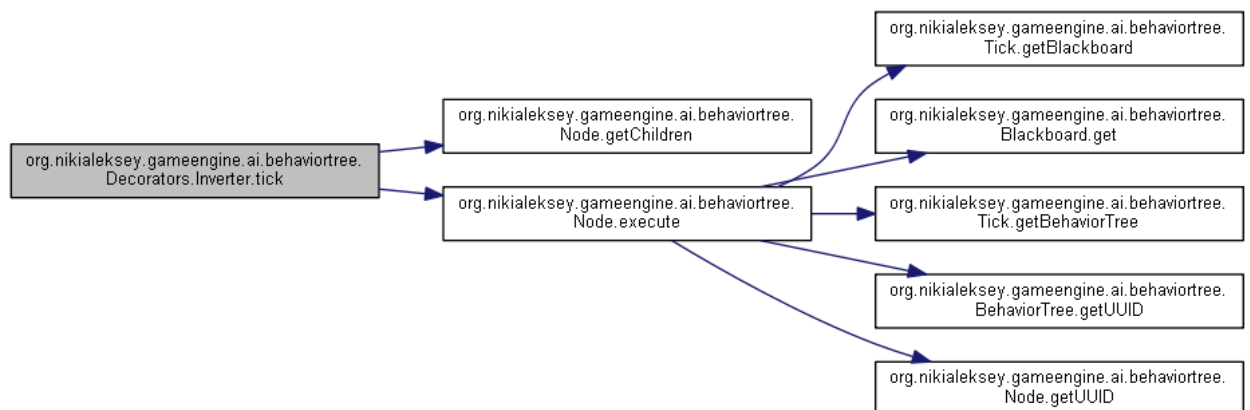 org.nikialeksey.gameengine.ai.behaviortree.
Decorators.Inverter.tick
org.nikialeksey.gameengine.ai.behaviortree.
Node.getChildren
org.nikialeksey.gameengine.ai.behaviortree.
Node.execute
org.nikialeksey.gameengine.ai.behaviortree.
Tick.getBlackboard
org.nikialeksey.gameengine.ai.behaviortree.
Blackboard.get
org.nikialeksey.gameengine.ai.behaviortree.
Tick.getBehaviorTree
org.nikialeksey.gameengine.ai.behaviortree.
BehaviorTree.getUUID
org.nikialeksey.gameengine.ai.behaviortree.
Node.getUUID